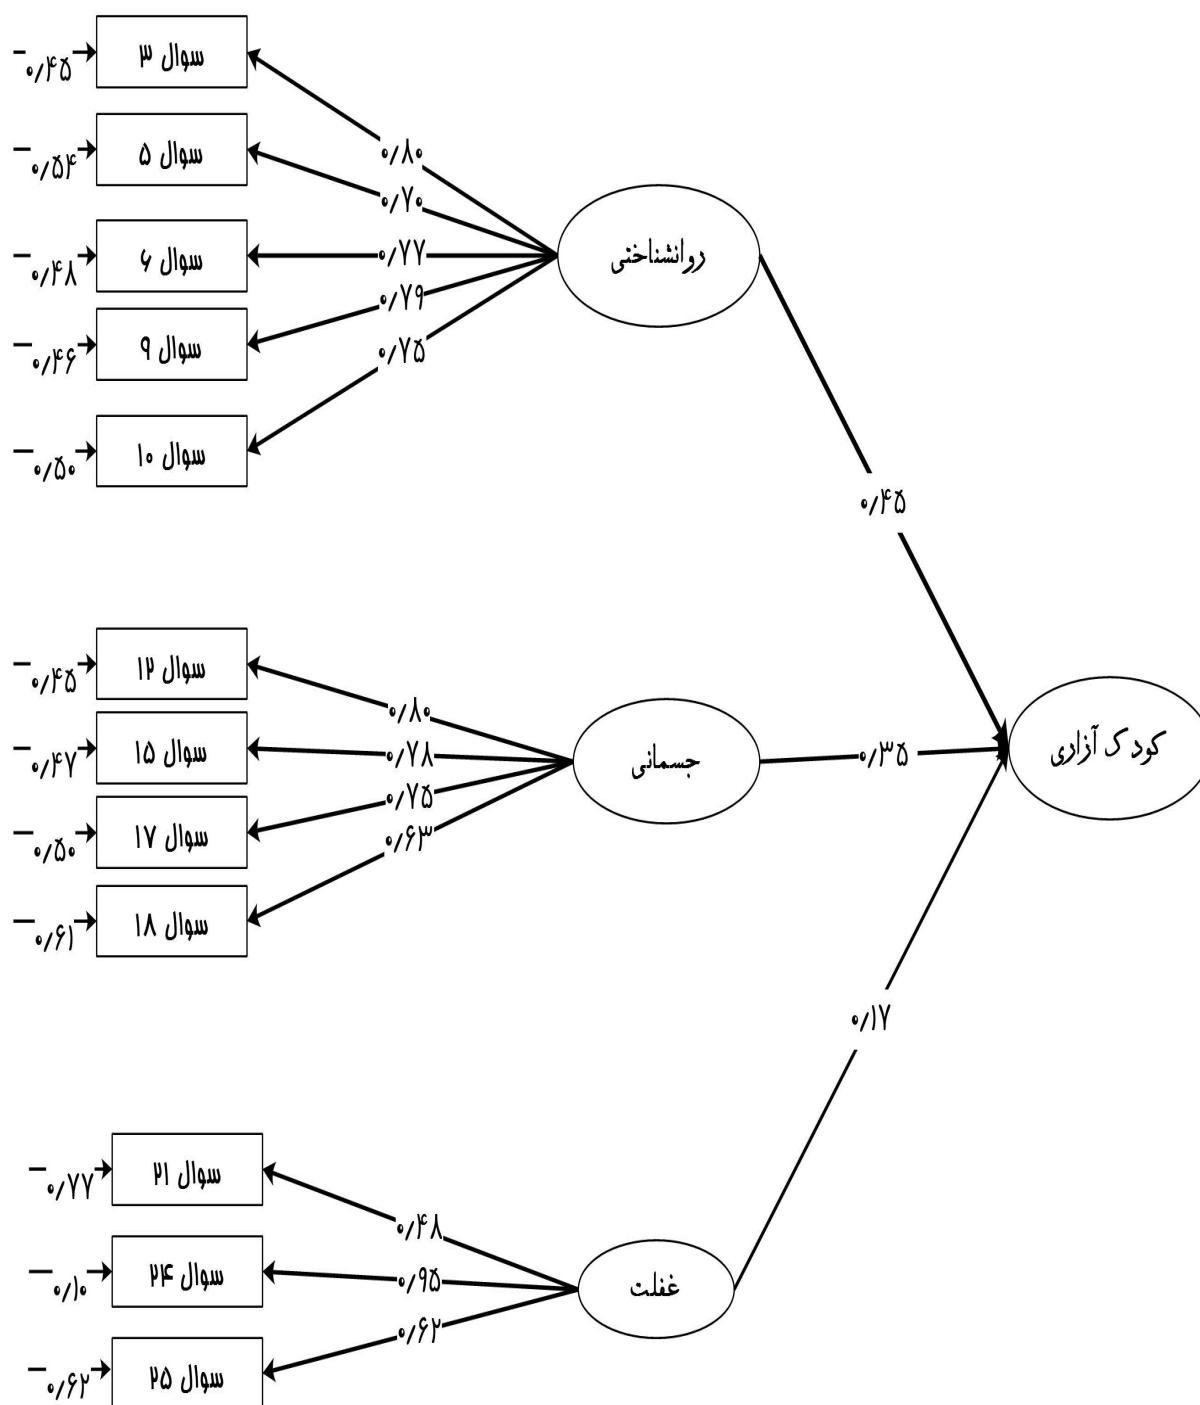 سوال ۳
۰/۴۵
۰/۸۰
سوال ۵
۰/۵۴
۰/۷۰
سوال ۶
۰/۴۸
۰/۷۷
سوال ۹
۰/۴۶
۰/۷۹
سوال ۱۰
۰/۵۰
۰/۷۵
روانشناختی
۰/۴۵
سوال ۱۲
۰/۴۵
۰/۸۰
سوال ۱۵
۰/۴۷
۰/۷۸
سوال ۱۷
۰/۵۰
۰/۷۵
سوال ۱۸
۰/۶۱
۰/۶۳
جسمانی
۰/۳۵
کودک آزاری
۰/۱۷
سوال ۲۱
۰/۷۷
۰/۴۸
سوال ۲۴
۰/۱۰
۰/۹۵
سوال ۲۵
۰/۶۲
۰/۶۲
غفلت